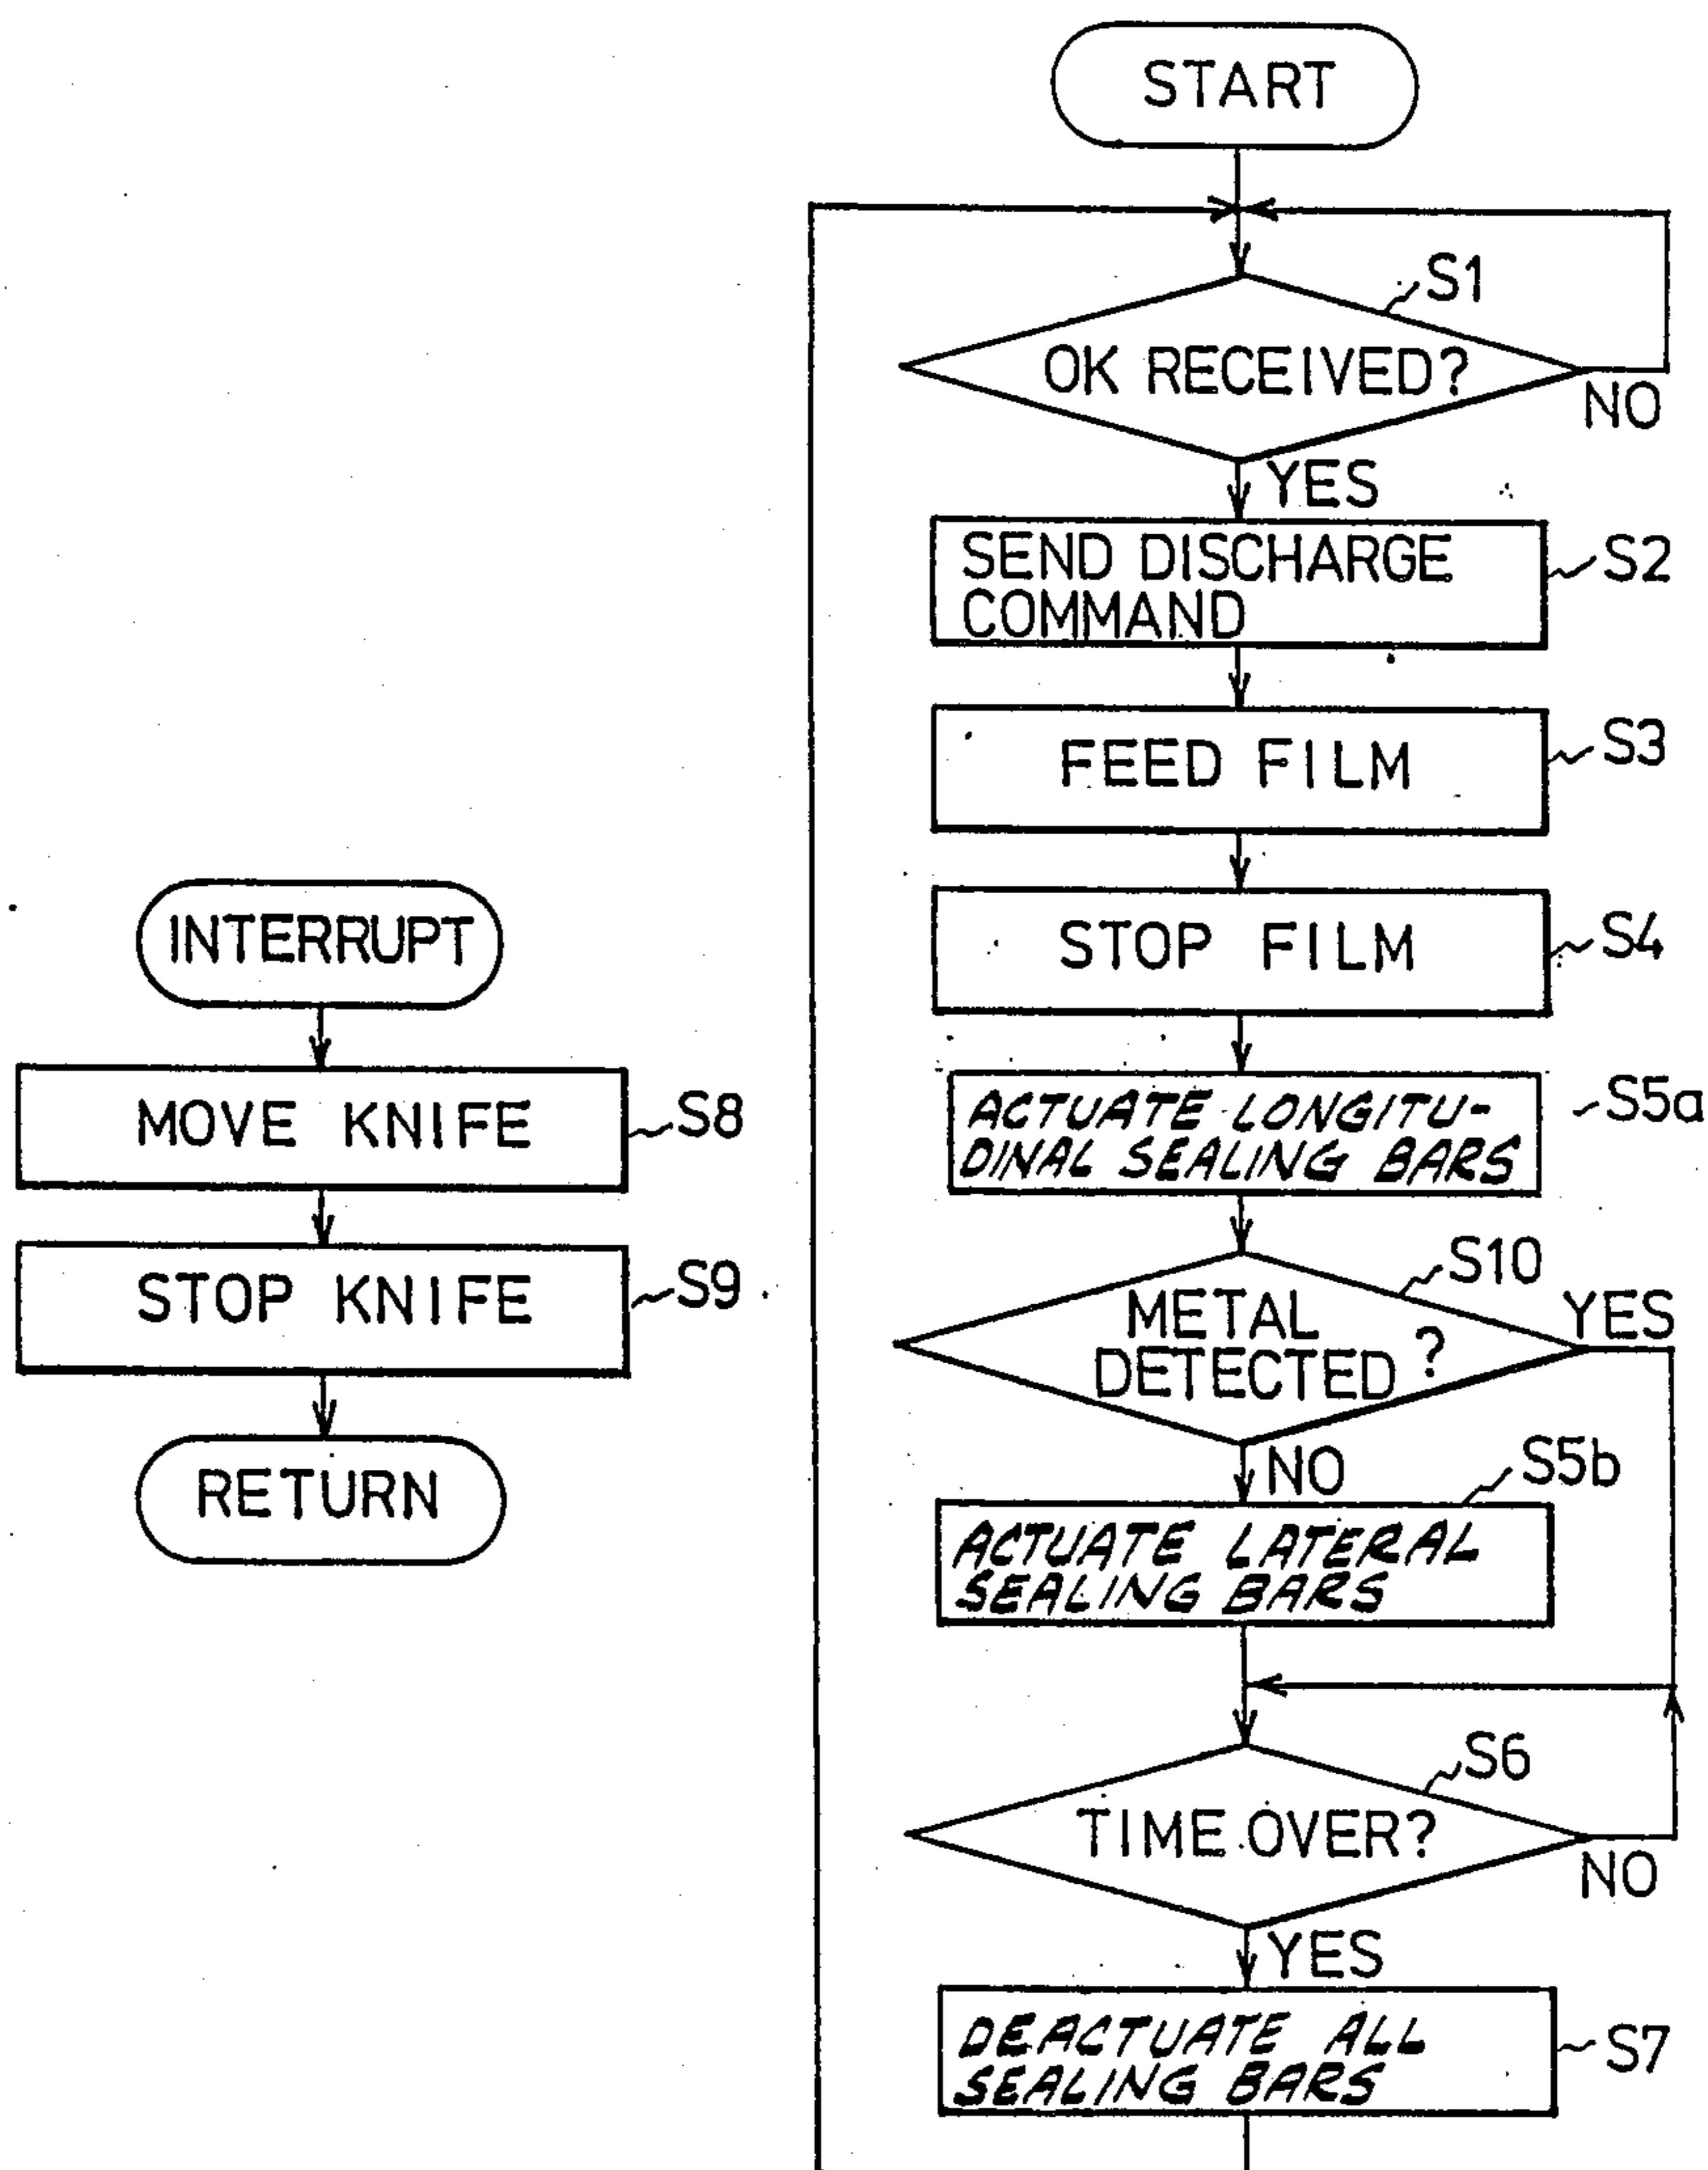 START
S1
OK RECEIVED?
NO
YES
SEND DISCHARGE
COMMAND
S2
FEED FILM
S3
STOP FILM
S4
ACTUATE LONGITU-
DINAL SEALING BARS
S5a
S10
METAL
DETECTED ?
YES
NO
S5b
ACTUATE LATERAL
SEALING BARS
S6
TIME OVER?
NO
YES
DEACTUATE ALL
SEALING BARS
S7
INTERRUPT
MOVE KNIFE
S8
STOP KNIFE
S9
RETURN